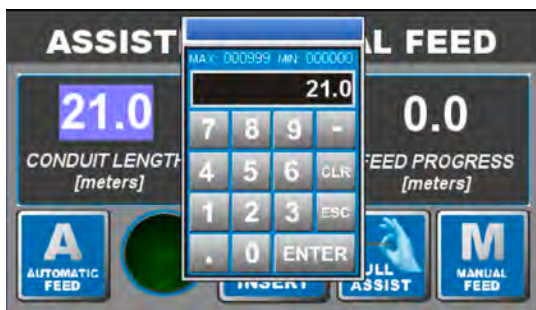 ASSIST
AL FEED
MAX: 000999 MIN: 000000
21.0
21.0
CONDUIT LENGTH
[meters]
7 8 9 -
4 5 6 CLR
1 2 3 ESC
. 0 ENTER
0.0
FEED PROGRESS
[meters]
A
AUTOMATIC
FEED
INSERT
ULL
ASSIST
M
MANUAL
FEED